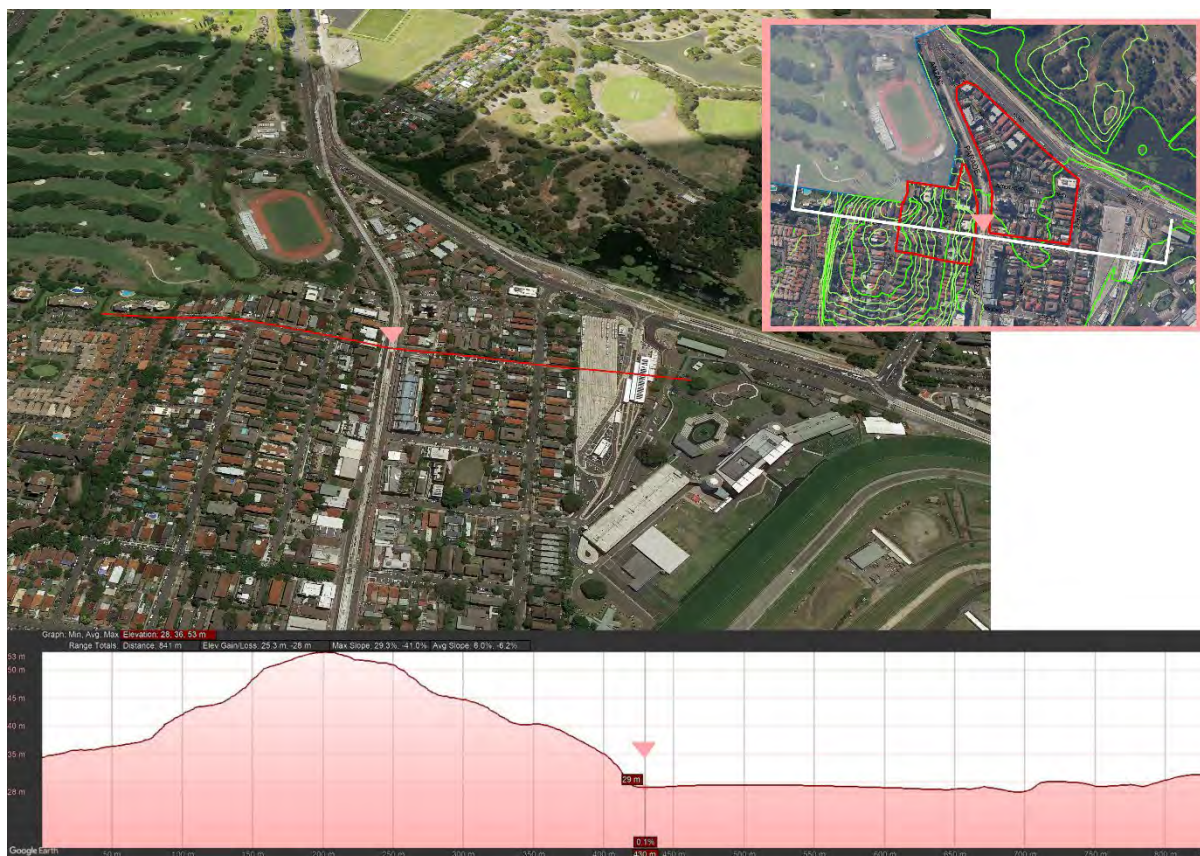 Graph: Min, Avg, Max Elevation: 28, 36, 53 m
Range Totals: Distance: 841 m Elev Gain/Loss: 25.3 m, -28 m Max Slope: 29.3%, -41.0% Avg Slope: 6.0%, -6.2%
53 m
50 m
45 m
40 m
35 m
29 m
28 m
0.1%
Google Earth
50 m 100 m 150 m 200 m 250 m 300 m 350 m 400 m 430 m 450 m 500 m 550 m 600 m 650 m 700 m 750 m 800 m